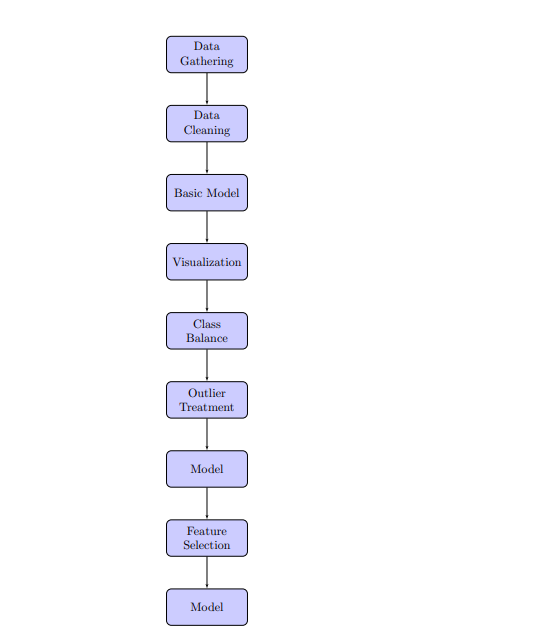 Data
Gathering
Data
Cleaning
Basic Model
Visualization
Class
Balance
Outlier
Treatment
Model
Feature
Selection
Model